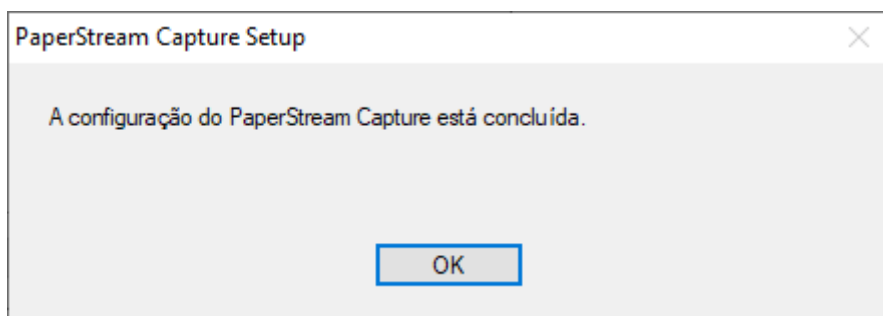 PaperStream Capture Setup
A configuração do PaperStream Capture está concluída.
OK